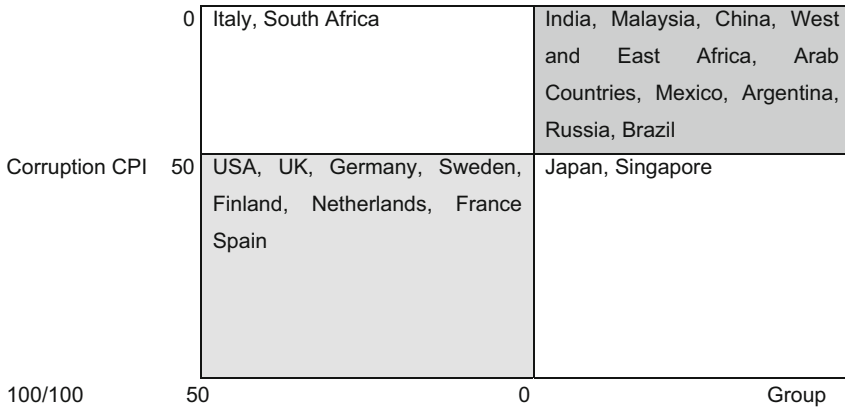 0 Italy, South Africa India, Malaysia, China, West
and East Africa, Arab
Countries, Mexico, Argentina,
Russia, Brazil
Corruption CPI 50 USA, UK, Germany, Sweden, Japan, Singapore
Finland, Netherlands, France
Spain
100/100 50 0 Group